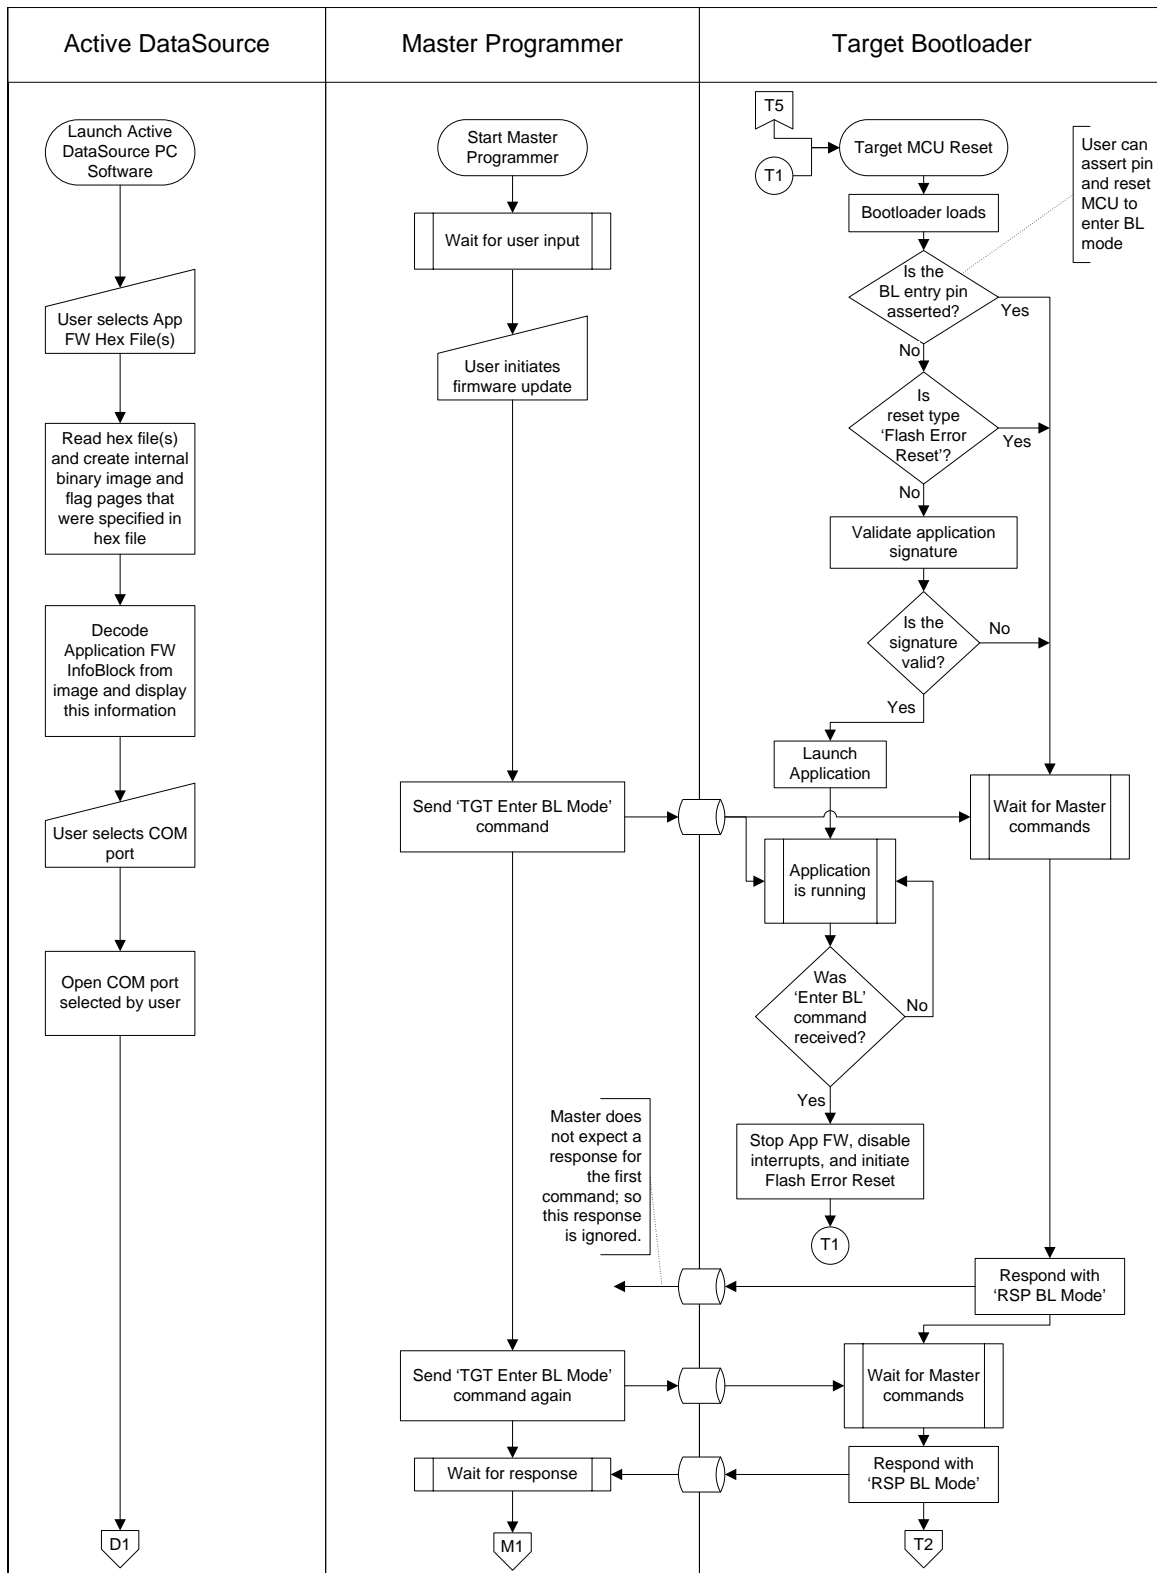 Active DataSource
Master Programmer
Target Bootloader
Launch Active
DataSource PC
Software
User selects App
FW Hex File(s)
Read hex file(s)
and create internal
binary image and
flag pages that
were specified in
hex file
Decode
Application FW
InfoBlock from
image and display
this information
User selects COM
port
Open COM port
selected by user
D1
Start Master
Programmer
Wait for user input
User initiates
firmware update
Send ‘TGT Enter BL Mode’
command
Master does
not expect a
response for
the first
command; so
this response
is ignored.
Send ‘TGT Enter BL Mode’
command again
Wait for response
M1
T5
T1
Target MCU Reset
User can
assert pin
and reset
MCU to
enter BL
mode
Bootloader loads
Is the
BL entry pin
asserted?
Yes
No
Is
reset type
‘Flash Error
Reset’?
Yes
No
Validate application
signature
Is the
signature
valid?
No
Yes
Launch
Application
Wait for Master
commands
Application
is running
Was
‘Enter BL’
command
received?
No
Yes
Stop App FW, disable
interrupts, and initiate
Flash Error Reset
T1
Respond with
‘RSP BL Mode’
Wait for Master
commands
Respond with
‘RSP BL Mode’
T2